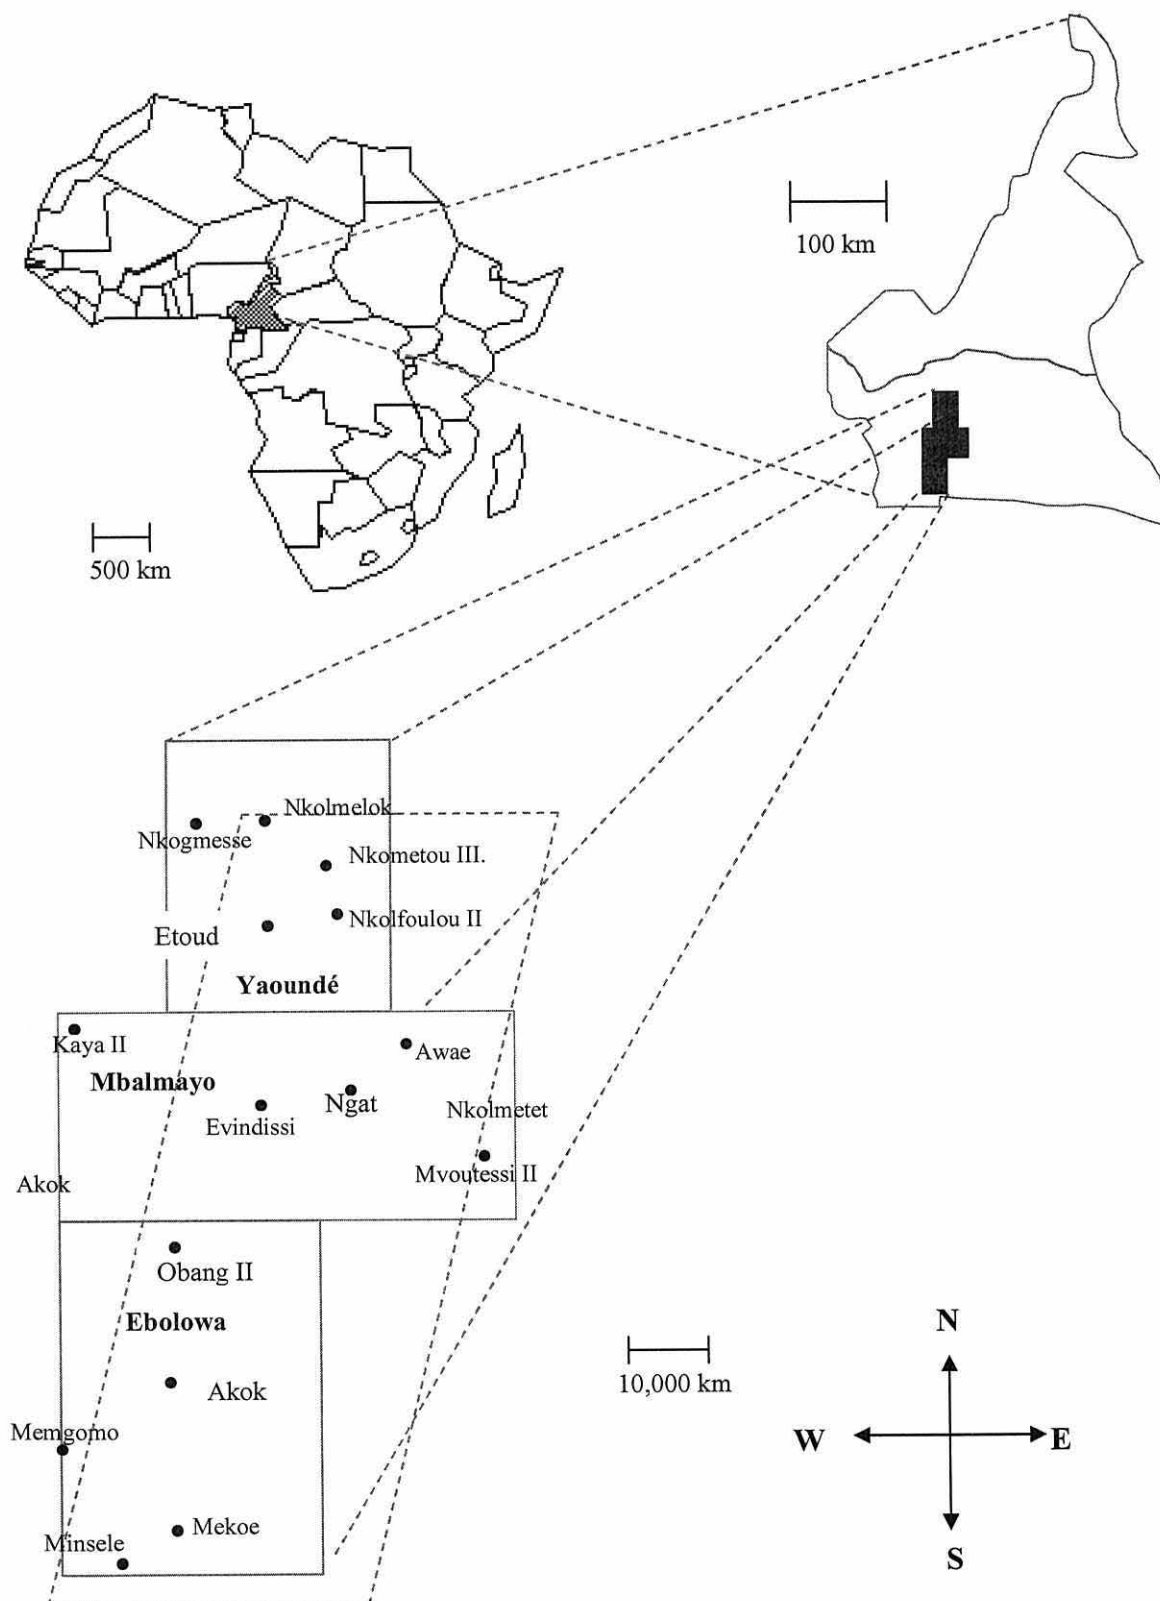 100 km
500 km
Nkolmelok
Nkogmesse
Nkometou III.
Nkolfoulou II
Etoud
Yaoundé
Kaya II
Awae
Mbalmayo
Ngat
Nkolmetet
Evindissi
Mvoutessi II
Akok
Obang II
Ebolowa
N
10,000 km
Akok
Memgomo
W
E
Mekoe
Minsele
S